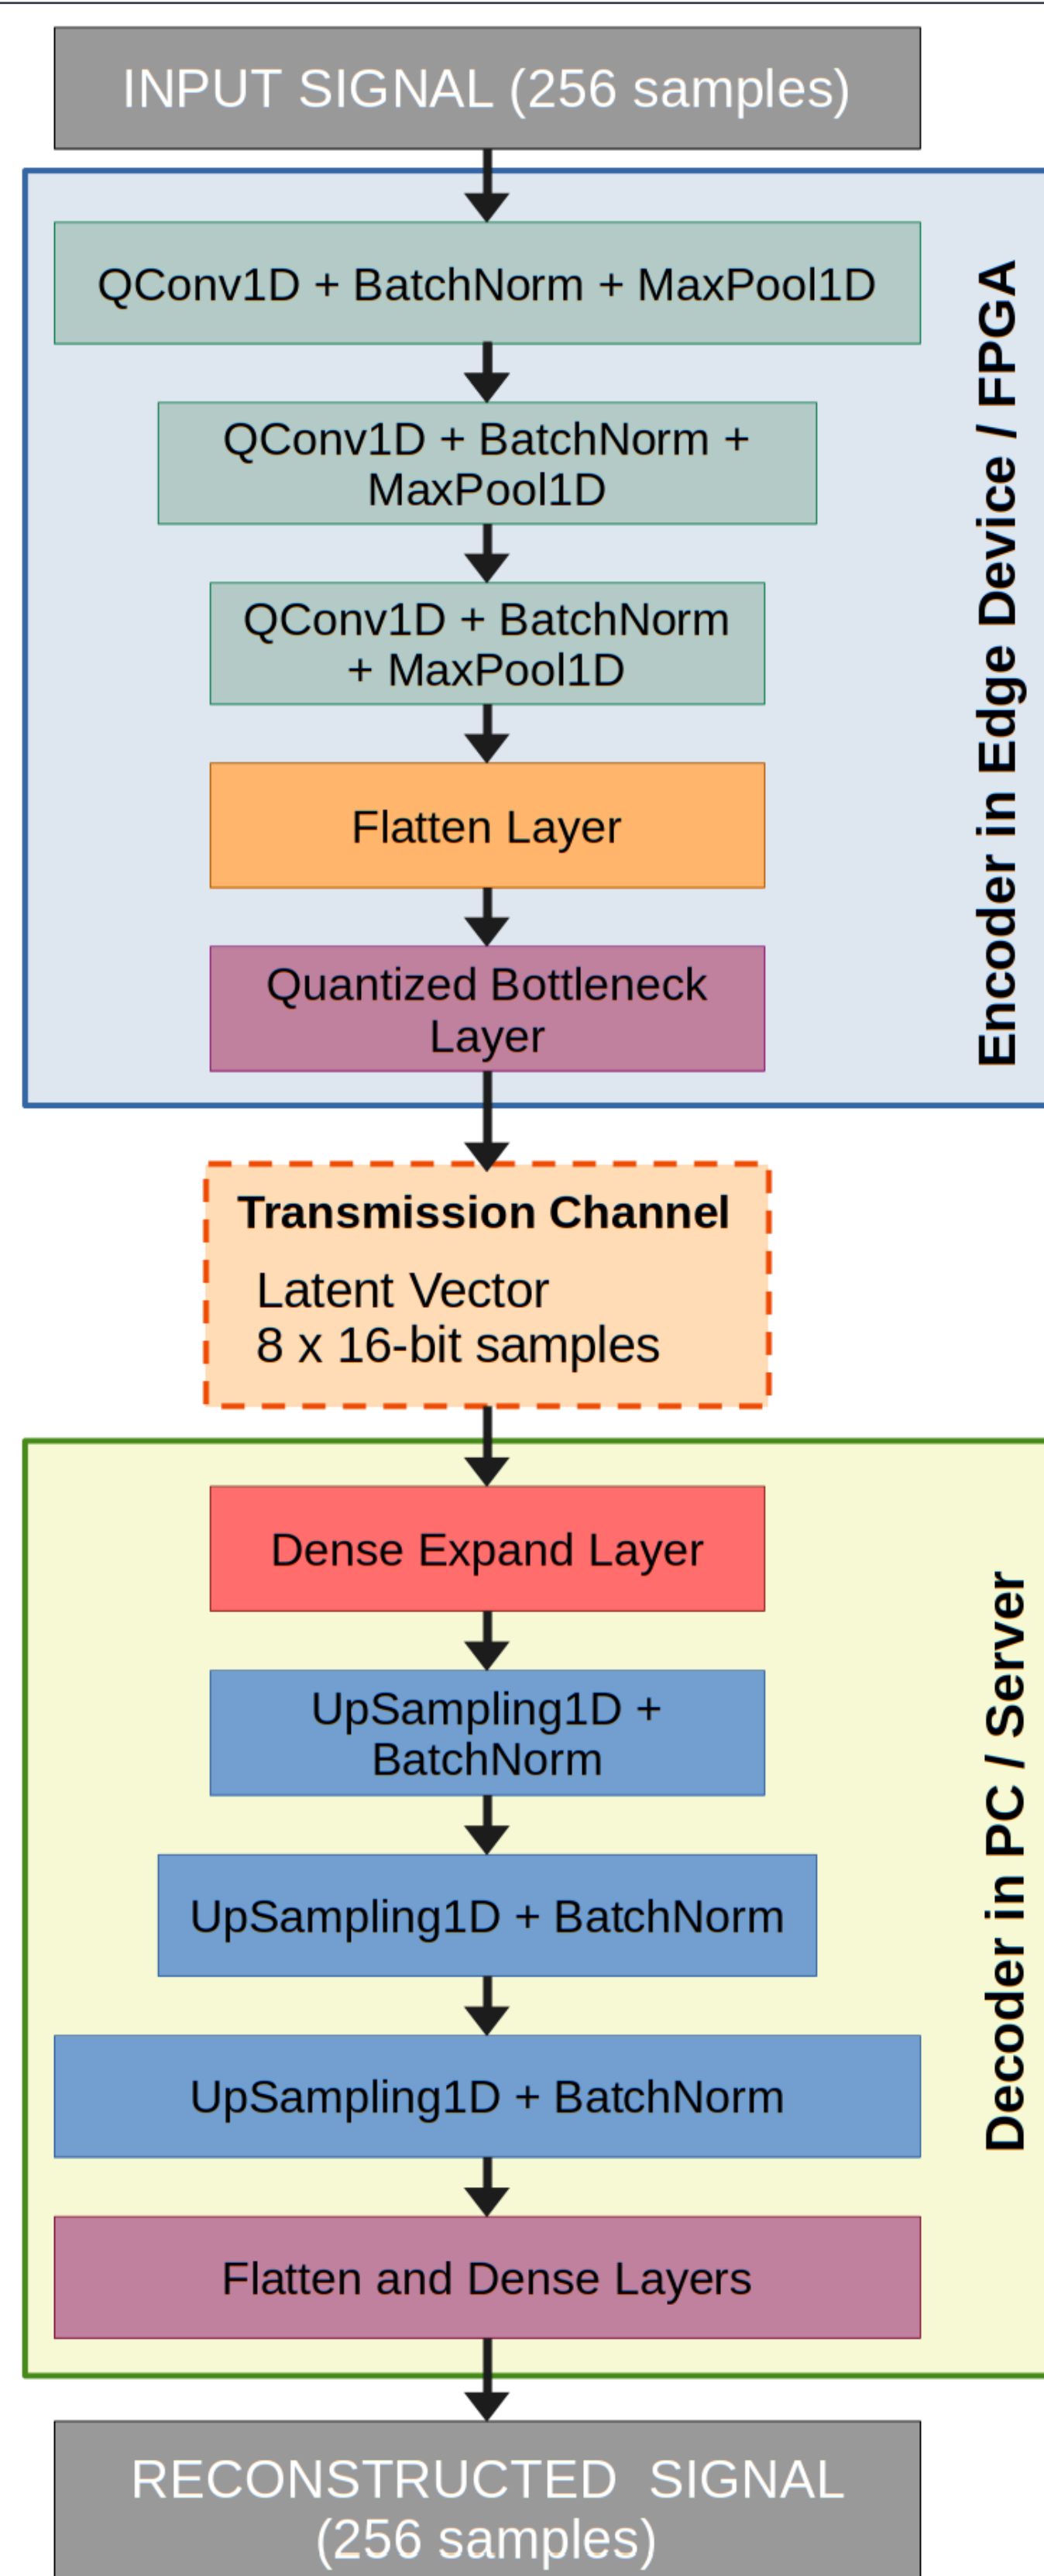 INPUT SIGNAL (256 samples)
QConv1D + BatchNorm + MaxPool1D
QConv1D + BatchNorm +
MaxPool1D
QConv1D + BatchNorm
+ MaxPool1D
Flatten Layer
Quantized Bottleneck
Layer
Encoder in Edge Device / FPGA
Transmission Channel
Latent Vector
8 x 16-bit samples
Dense Expand Layer
UpSampling1D +
BatchNorm
UpSampling1D + BatchNorm
UpSampling1D + BatchNorm
Flatten and Dense Layers
Decoder in PC / Server
RECONSTRUCTED SIGNAL
(256 samples)